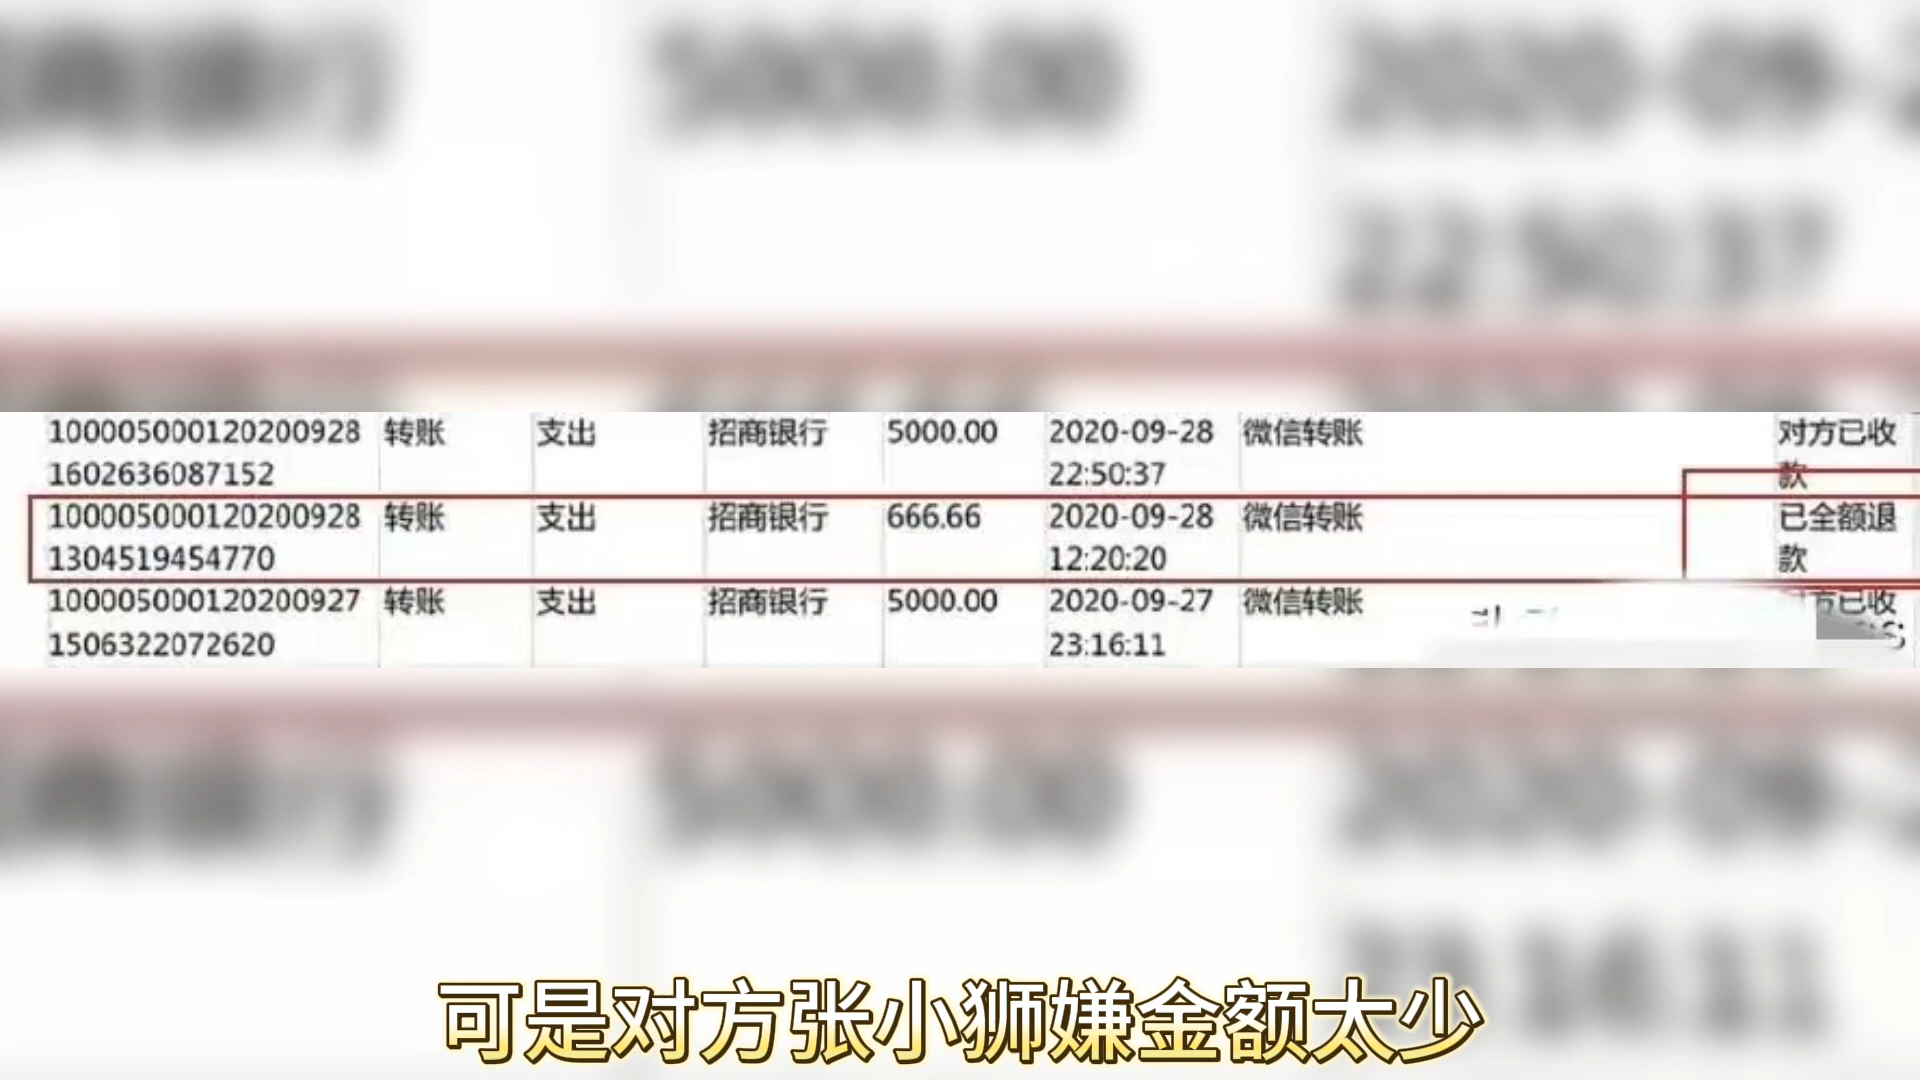 100005000120200928 转账 支出 招商银行 5000.00 2020-09-28 微信转账 对方已收
1602636087152 22:50:37 款
100005000120200928 转账 支出 招商银行 666.66 2020-09-28 微信转账 已全额退
1304519454770 12:20:20 款
100005000120200927 转账 支出 招商银行 5000.00 2020-09-27 微信转账 方已收
1506322072620 23:16:11
可是对方张小狮嫌金额太少